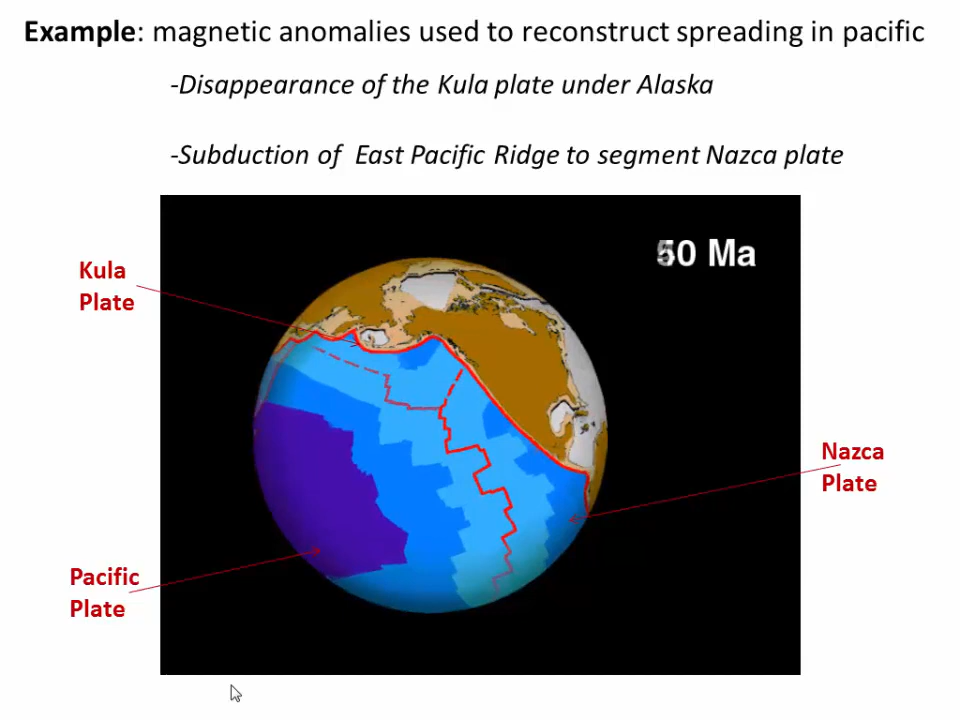 Example: magnetic anomalies used to reconstruct spreading in pacific
-Disappearance of the Kula plate under Alaska
-Subduction of East Pacific Ridge to segment Nazca plate
50 Ma
Kula
Plate
Nazca
Plate
Pacific
Plate